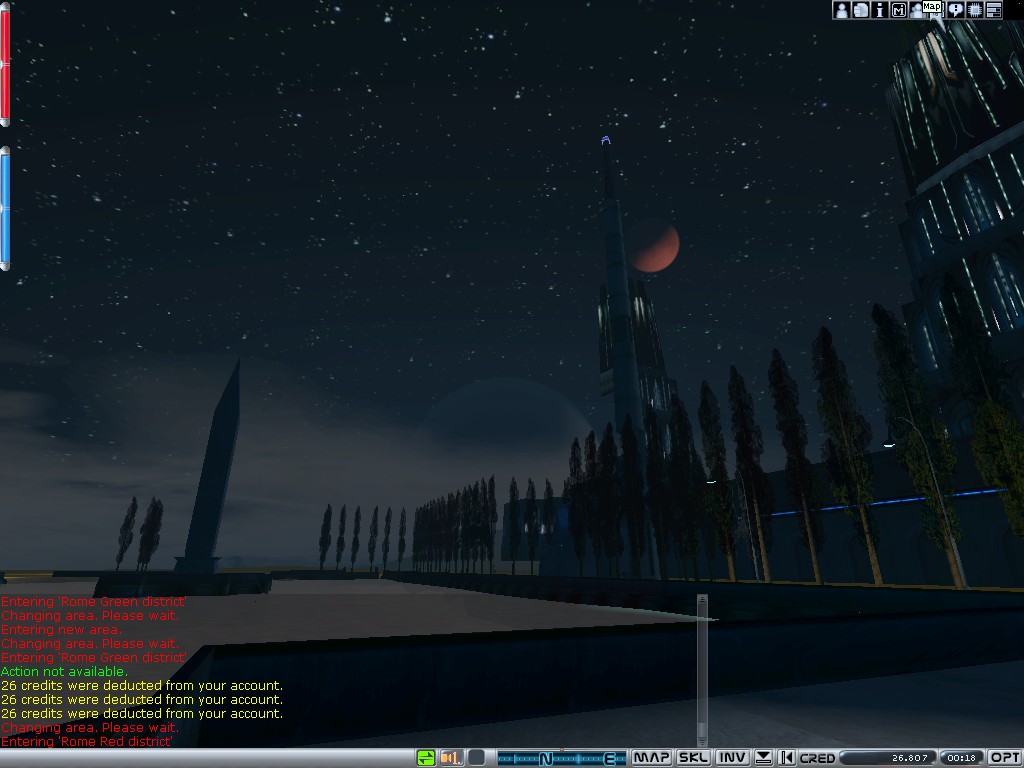 Map
Entering 'Rome Green district'
Changing area. Please wait.
Entering new area.
Changing area. Please wait.
Entering 'Rome Green district'
Action not available.
26 credits were deducted from your account.
26 credits were deducted from your account.
26 credits were deducted from your account.
Changing area. Please wait.
Entering 'Rome Red district'
N E MAP SKL INV CRED 26.807 00:18 OPT